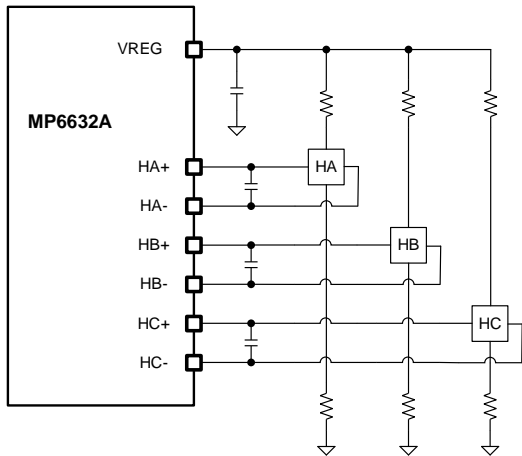 VREG
MP6632A
HA+
HA
HA-
HB+
HB
HB-
HC+
HC
HC-